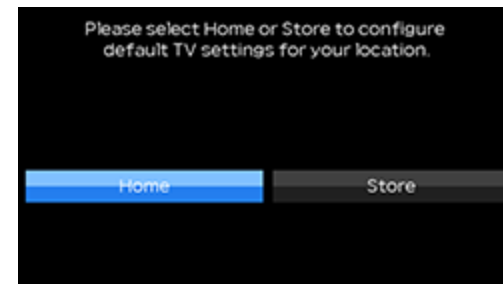 Please select Home or Store to configure
default TV settings for your location.
Home
Store